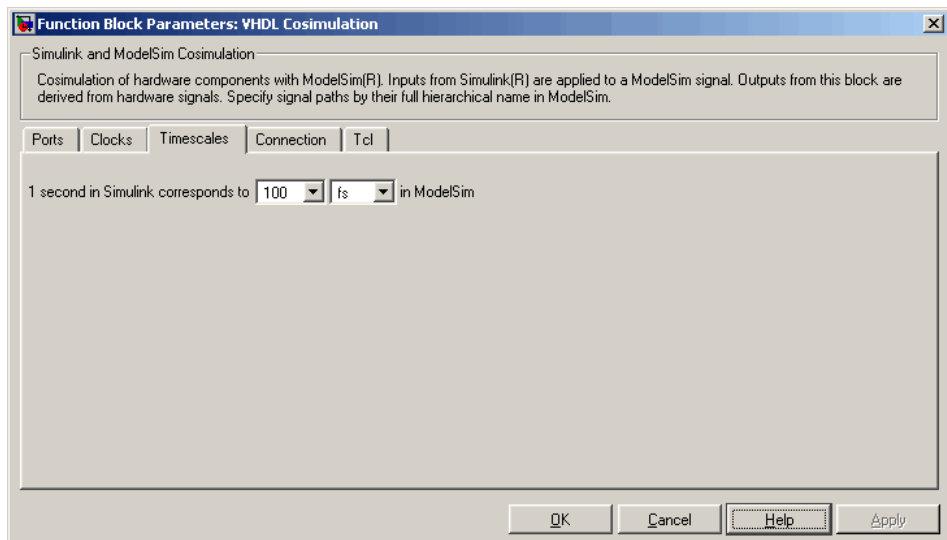 Function Block Parameters: VHDL Cosimulation
Simulink and ModelSim Cosimulation
Cosimulation of hardware components with ModelSim(R). Inputs from Simulink(R) are applied to a ModelSim signal. Outputs from this block are
derived from hardware signals. Specify signal paths by their full hierarchical name in ModelSim.
Ports Clocks Timescales Connection Tcl
1 second in Simulink corresponds to 100 fs in ModelSim
OK Cancel Help Apply